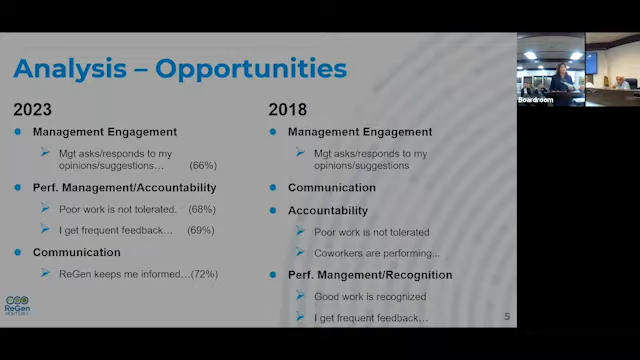 Analysis – Opportunities
2023
Management Engagement
Mgt asks/responds to my
opinions/suggestions… (66%)
Perf. Management/Accountability
Poor work is not tolerated. (68%)
I get frequent feedback… (69%)
Communication
ReGen keeps me informed…(72%)
2018
Management Engagement
Mgt asks/responds to my
opinions/suggestions
Communication
Accountability
Poor work is not tolerated
Coworkers are performing...
Perf. Mangement/Recognition
Good work is recognized
I get frequent feedback…
ReGen
MONTEREY
5
Boardroom